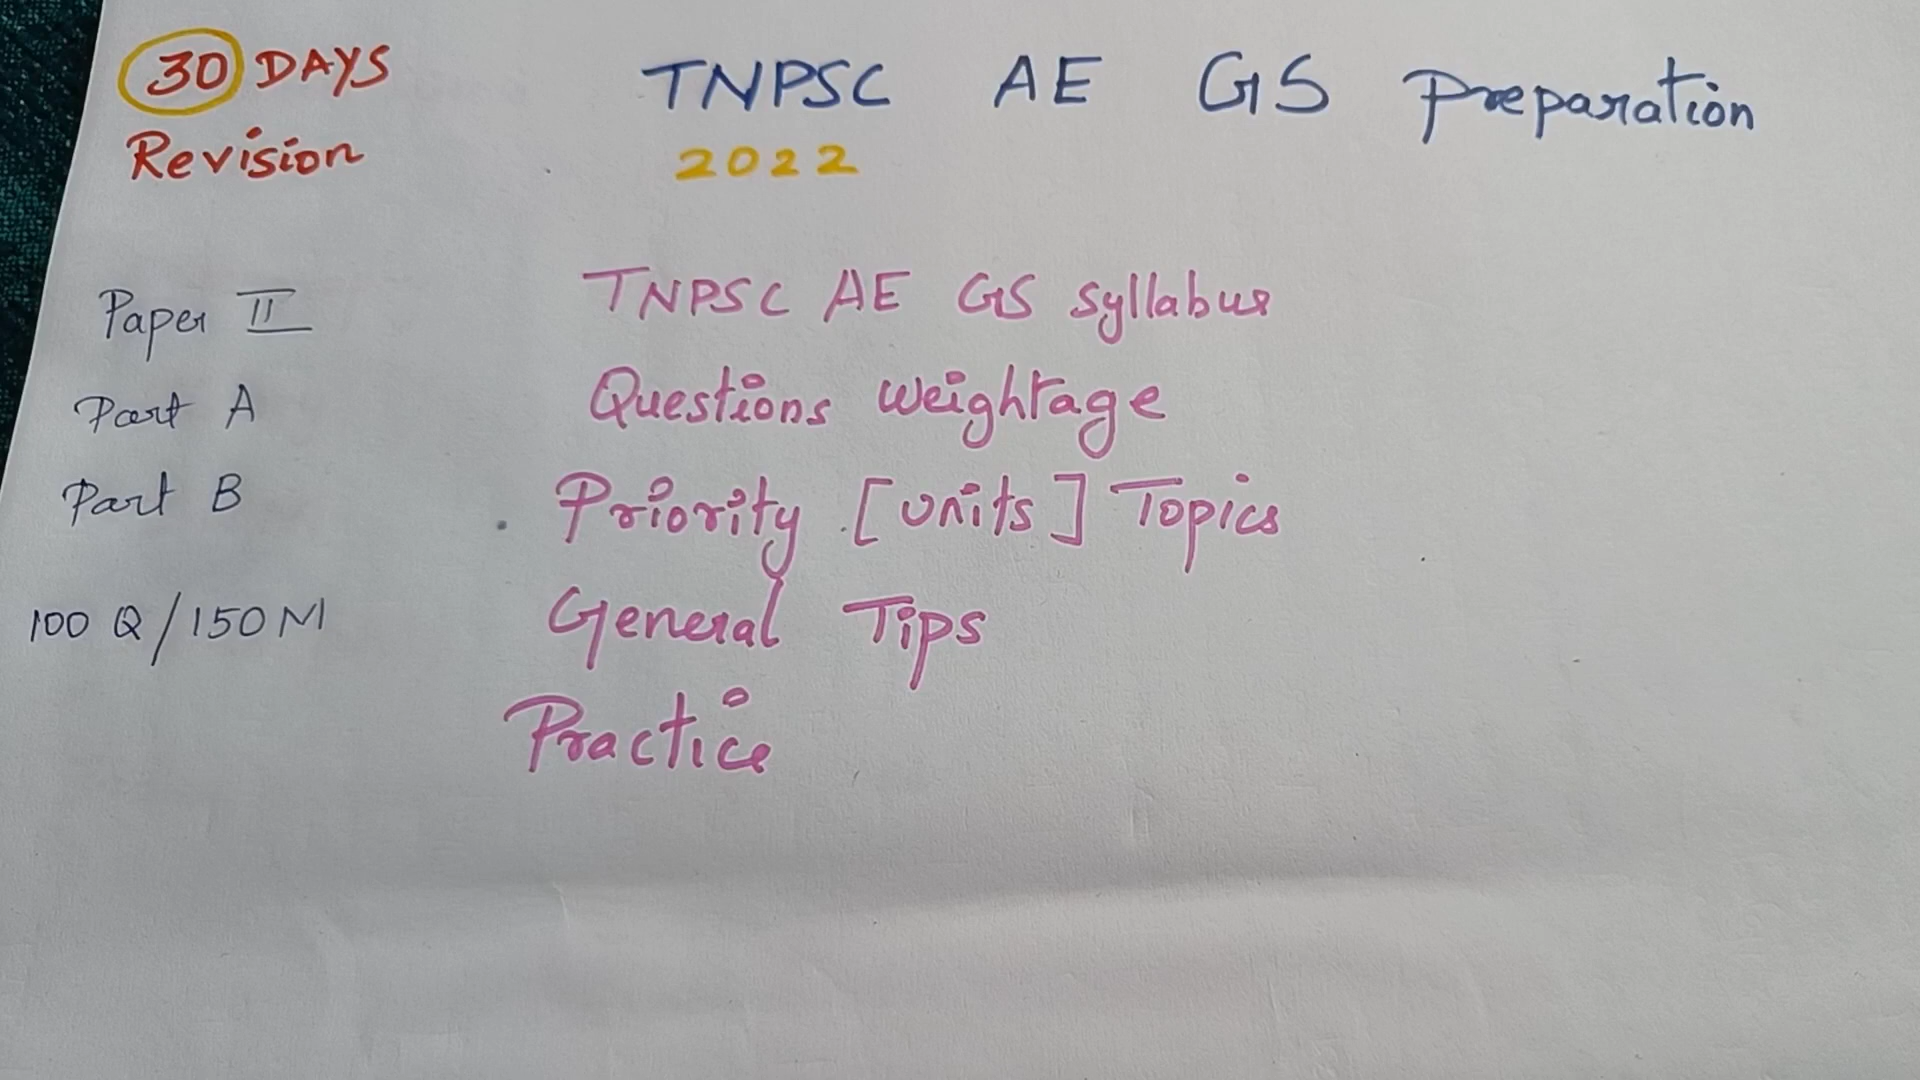 30 DAYS
Revision
TNPSC AE GS Preparation
2022
Paper II
Part A
Part B
100 Q/150 M
TNPSC AE GS syllabus
Questions weightage
Priority [units] Topics
General Tips
Practice